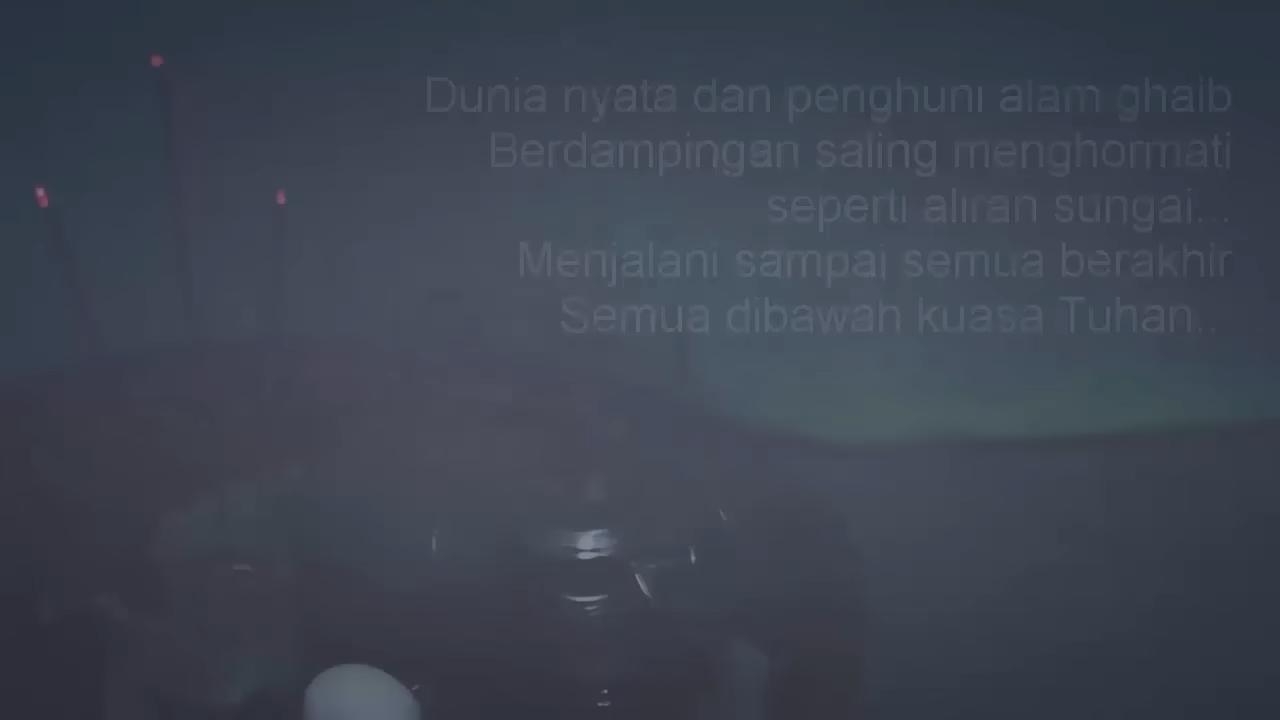 Dunia nyata dan penghuni alam ghaib
Berdampingan saling menghormati
seperti aliran sungai...
Menjalani sampai semua berakhir
Semua dibawah kuasa Tuhan..